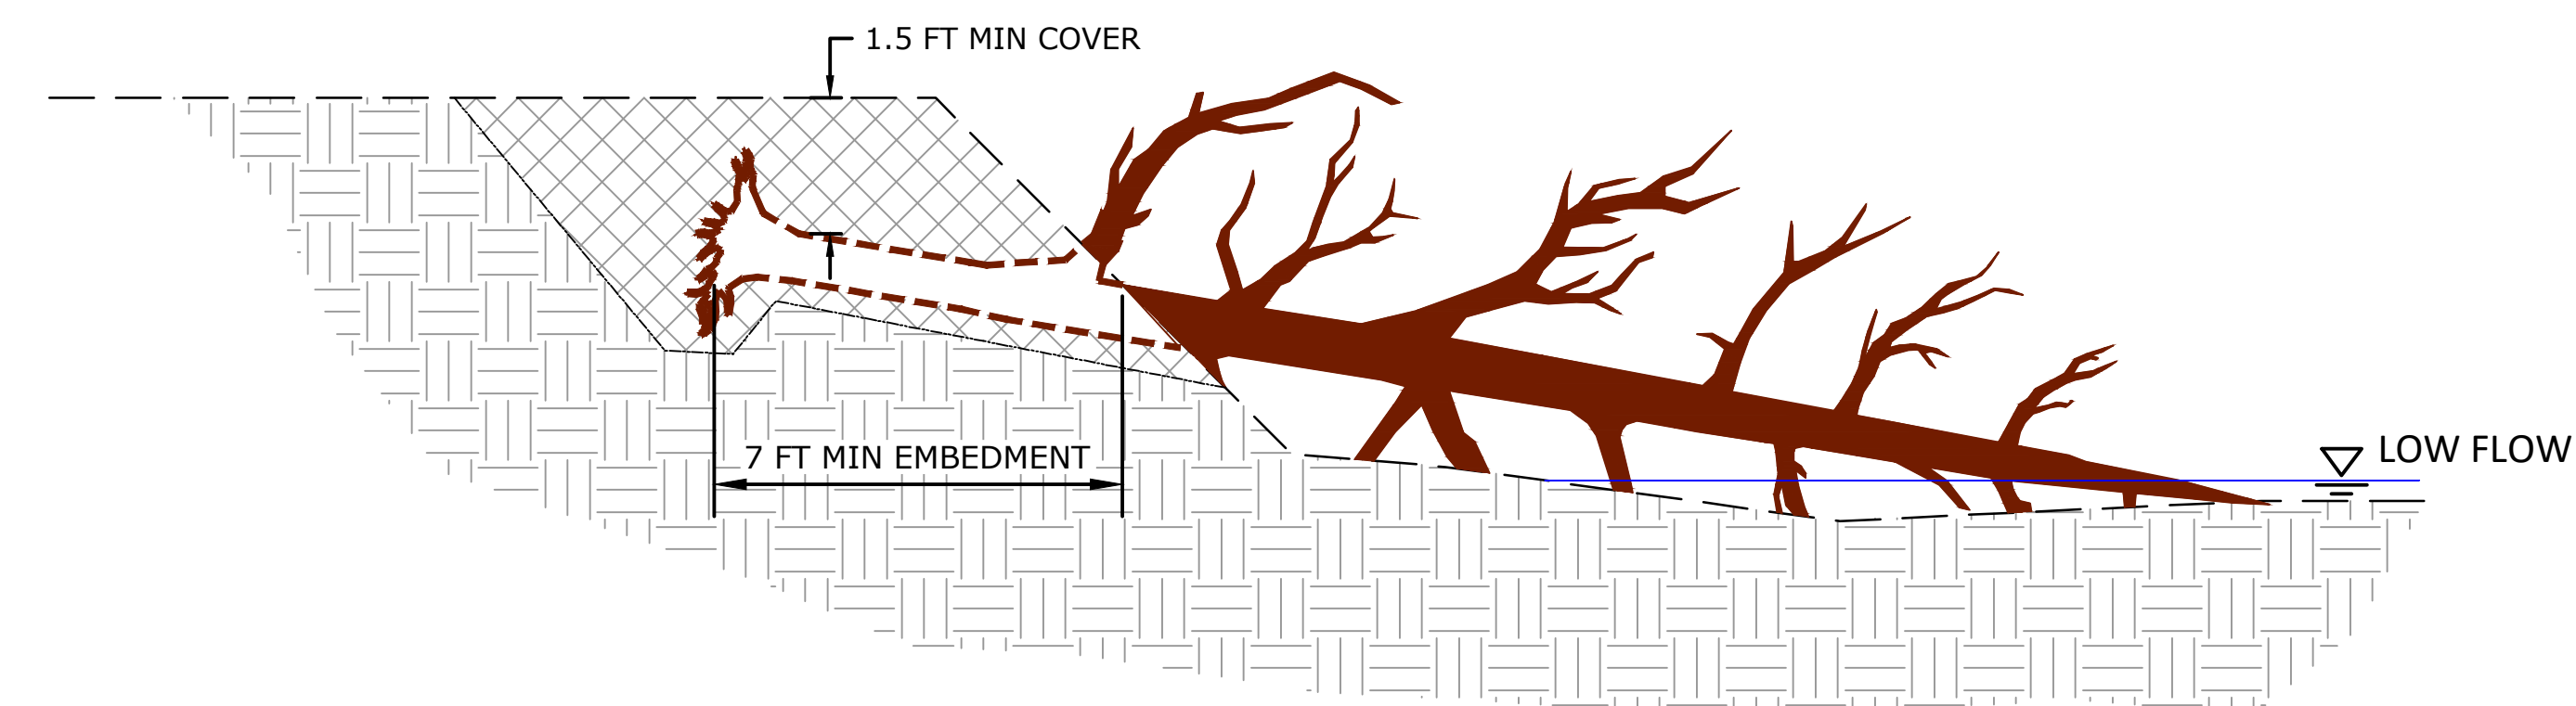 1.5 FT MIN COVER
7 FT MIN EMBEDMENT
LOW FLOW